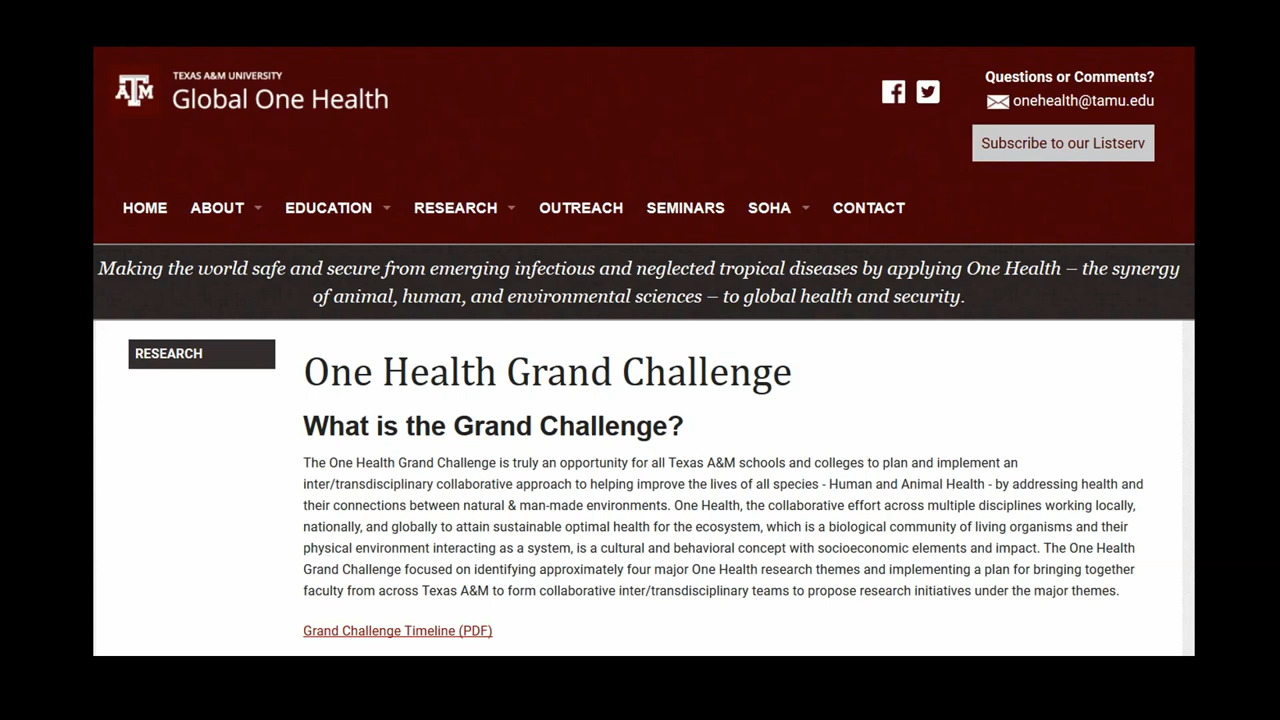 TEXAS A&M UNIVERSITY
Global One Health
Questions or Comments?
onehealth@tamu.edu
Subscribe to our Listserv
HOME ABOUT EDUCATION RESEARCH OUTREACH SEMINARS SOHA CONTACT
Making the world safe and secure from emerging infectious and neglected tropical diseases by applying One Health – the synergy
of animal, human, and environmental sciences – to global health and security.
RESEARCH
One Health Grand Challenge
What is the Grand Challenge?
The One Health Grand Challenge is truly an opportunity for all Texas A&M schools and colleges to plan and implement an
inter/transdisciplinary collaborative approach to helping improve the lives of all species - Human and Animal Health - by addressing health and
their connections between natural & man-made environments. One Health, the collaborative effort across multiple disciplines working locally,
nationally, and globally to attain sustainable optimal health for the ecosystem, which is a biological community of living organisms and their
physical environment interacting as a system, is a cultural and behavioral concept with socioeconomic elements and impact. The One Health
Grand Challenge focused on identifying approximately four major One Health research themes and implementing a plan for bringing together
faculty from across Texas A&M to form collaborative inter/transdisciplinary teams to propose research initiatives under the major themes.
Grand Challenge Timeline (PDF)